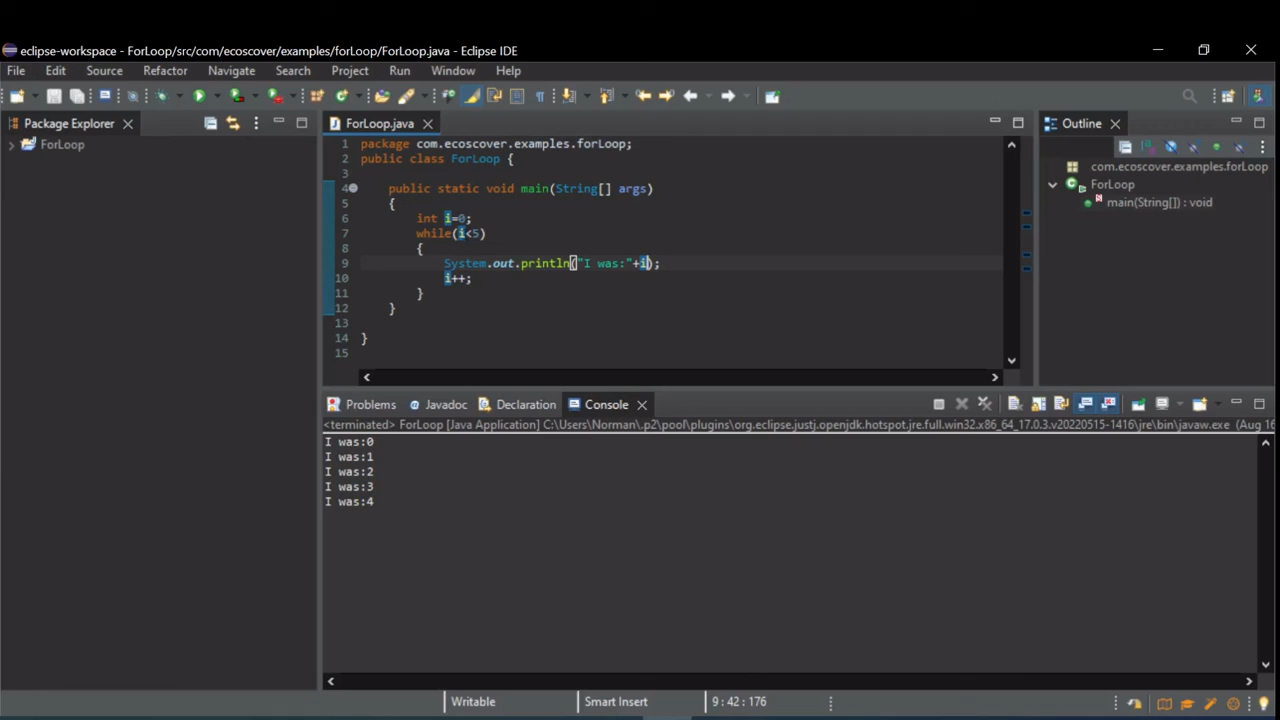 eclipse-workspace - ForLoop/src/com/ecoscover/examples/forLoop/ForLoop.java - Eclipse IDE
File Edit Source Refactor Navigate Search Project Run Window Help
Package Explorer
ForLoop
ForLoop.java
1 package com.ecoscover.examples.forLoop;
2 public class ForLoop {
3
4 public static void main(String[] args)
5 {
6 int i=0;
7 while(i<5)
8 {
9 System.out.println("I was:"+i);
10 i++;
11 }
12 }
13
14 }
15
Outline
com.ecoscover.examples.forLoop
ForLoop
main(String[]) : void
Problems Javadoc Declaration Console
<terminated> ForLoop [Java Application] C:\Users\Norman\.p2\pool\plugins\org.eclipse.justj.openjdk.hotspot.jre.full.win32.x86_64_17.0.3.v20220515-1416\jre\bin\javaw.exe (Aug 16
I was:0
I was:1
I was:2
I was:3
I was:4
Writable Smart Insert 9 : 42 : 176